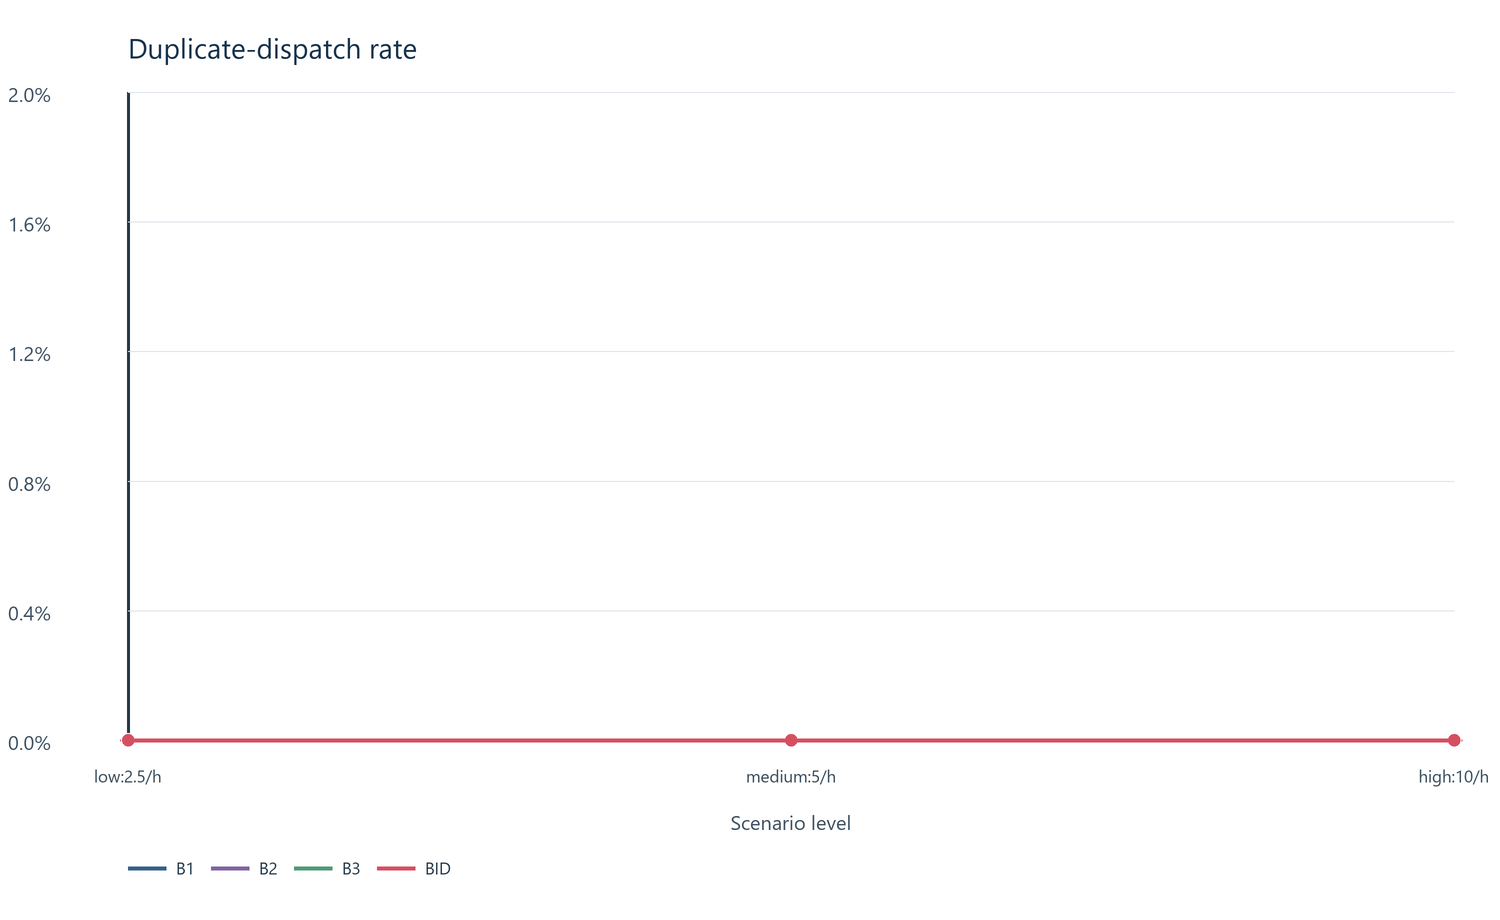 Duplicate-dispatch rate
2.0%
1.6%
1.2%
0.8%
0.4%
0.0%
low:2.5/h medium:5/h high:10/h
Scenario level
B1 B2 B3 BID